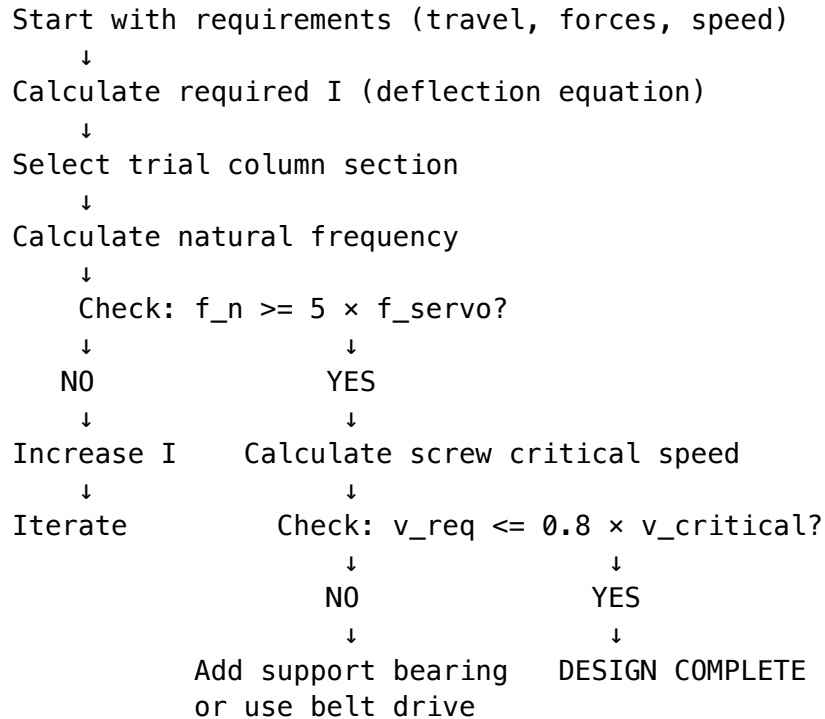 Start with requirements (travel, forces, speed)
↓
Calculate required I (deflection equation)
↓
Select trial column section
↓
Calculate natural frequency
↓
Check: f_n >= 5 × f_servo?
↓ ↓
NO YES
↓ ↓
Increase I Calculate screw critical speed
↓ ↓
Iterate Check: v_req <= 0.8 × v_critical?
↓ ↓
NO YES
↓ ↓
Add support bearing DESIGN COMPLETE
or use belt drive